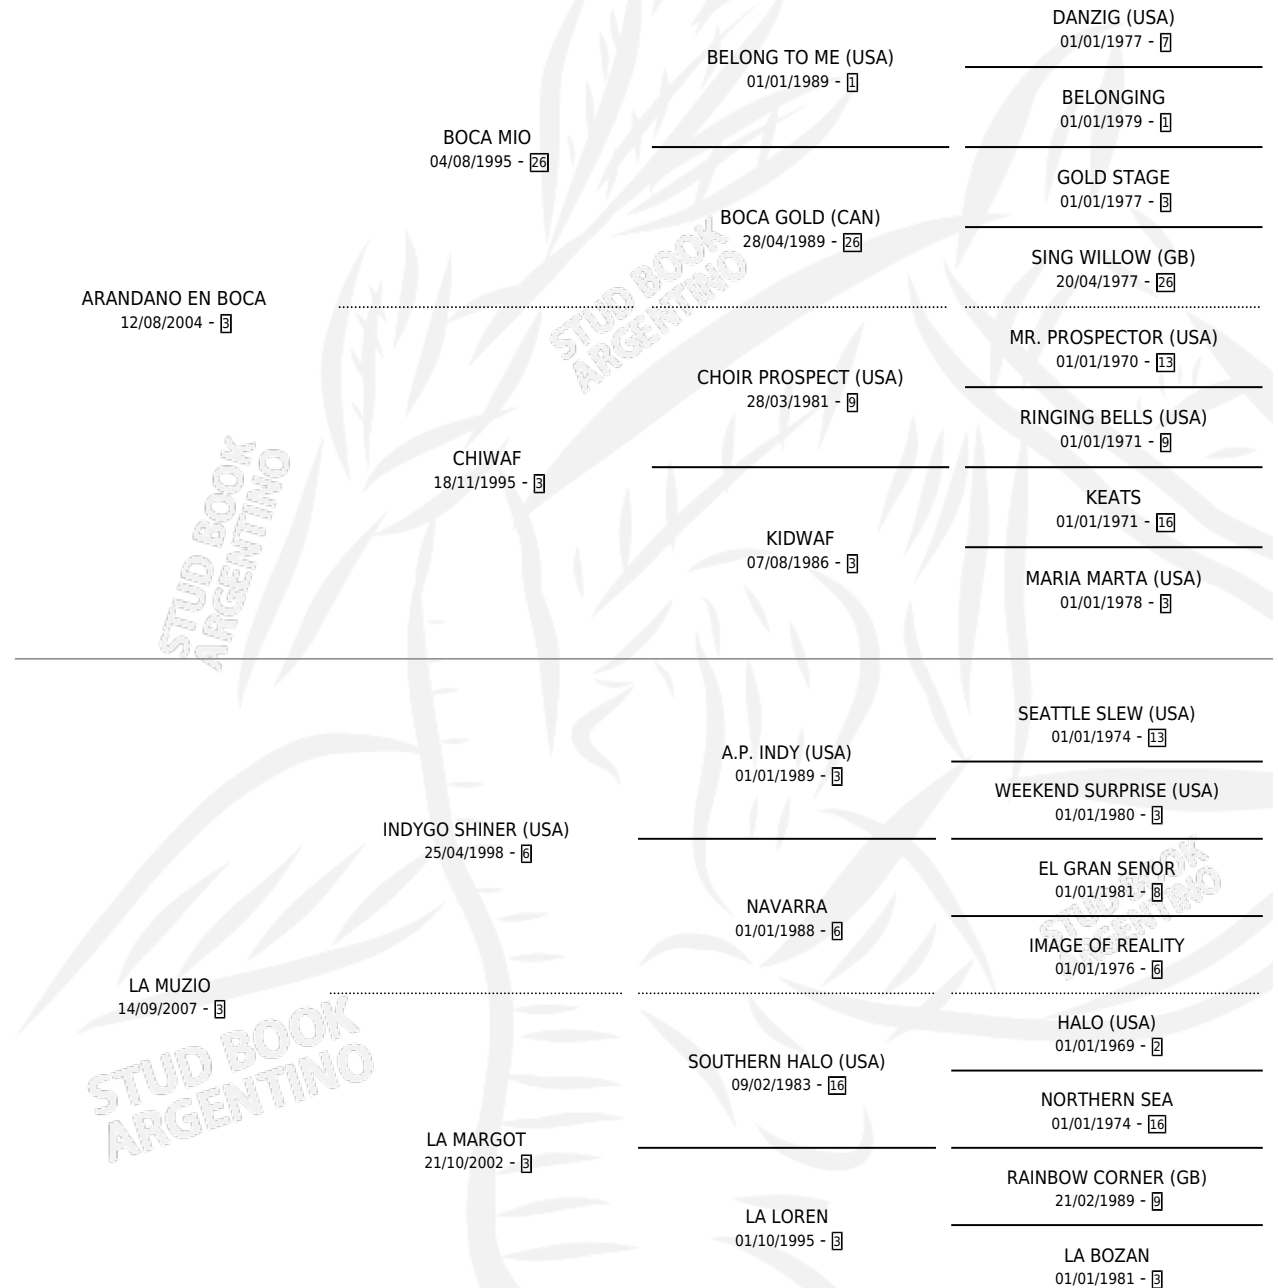 DANZIG (USA)
01/01/1977 - 7
BELONG TO ME (USA)
01/01/1989 - 1
BELONGING
01/01/1979 - 1
BOCA MIO
04/08/1995 - 26
GOLD STAGE
01/01/1977 - 3
BOCA GOLD (CAN)
28/04/1989 - 26
SING WILLOW (GB)
20/04/1977 - 26
ARANDANO EN BOCA
12/08/2004 - 3
MR. PROSPECTOR (USA)
01/01/1970 - 13
CHOIR PROSPECT (USA)
28/03/1981 - 9
RINGING BELLS (USA)
01/01/1971 - 9
CHIWAF
18/11/1995 - 3
KEATS
01/01/1971 - 16
KIDWAF
07/08/1986 - 3
MARIA MARTA (USA)
01/01/1978 - 3
SEATTLE SLEW (USA)
01/01/1974 - 13
A.P. INDY (USA)
01/01/1989 - 3
WEEKEND SURPRISE (USA)
01/01/1980 - 3
INDYGO SHINER (USA)
25/04/1998 - 6
EL GRAN SENOR
01/01/1981 - 8
NAVARRA
01/01/1988 - 6
IMAGE OF REALITY
01/01/1976 - 6
LA MUZIO
14/09/2007 - 3
HALO (USA)
01/01/1969 - 2
SOUTHERN HALO (USA)
09/02/1983 - 16
NORTHERN SEA
01/01/1974 - 16
LA MARGOT
21/10/2002 - 3
RAINBOW CORNER (GB)
21/02/1989 - 9
LA LOREN
01/10/1995 - 3
LA BOZAN
01/01/1981 - 3
STUD BOOK
ARGENTINO
STUD BOOK
ARGENTINO
STUD BOOK
ARGENTINO
STUD BOOK
ARGENTINO